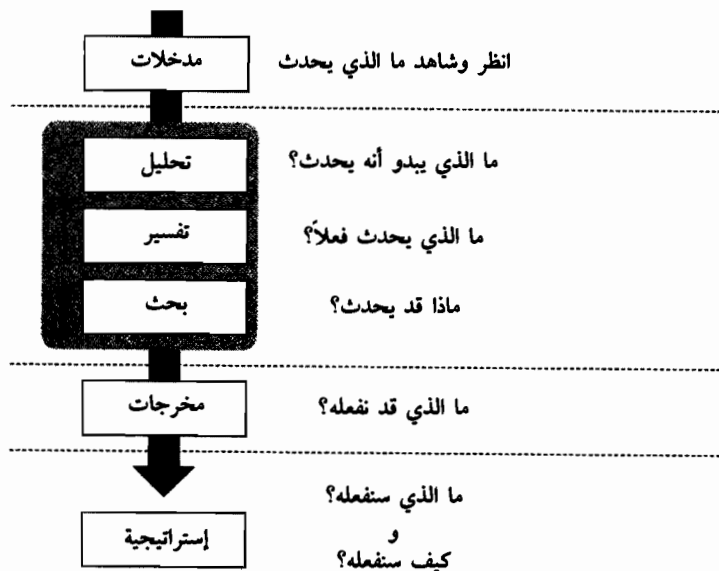 انظر وشاهد ما الذي يحدث
مدخلات
ما الذي يبدو أنه يحدث؟
تحليل
ما الذي يحدث فعلاً؟
تفسير
ماذا قد يحدث؟
بحث
ما الذي قد نفعله؟
مخرجات
ما الذي سنفعله؟
و
كيف سنفعله؟
إستراتيجية